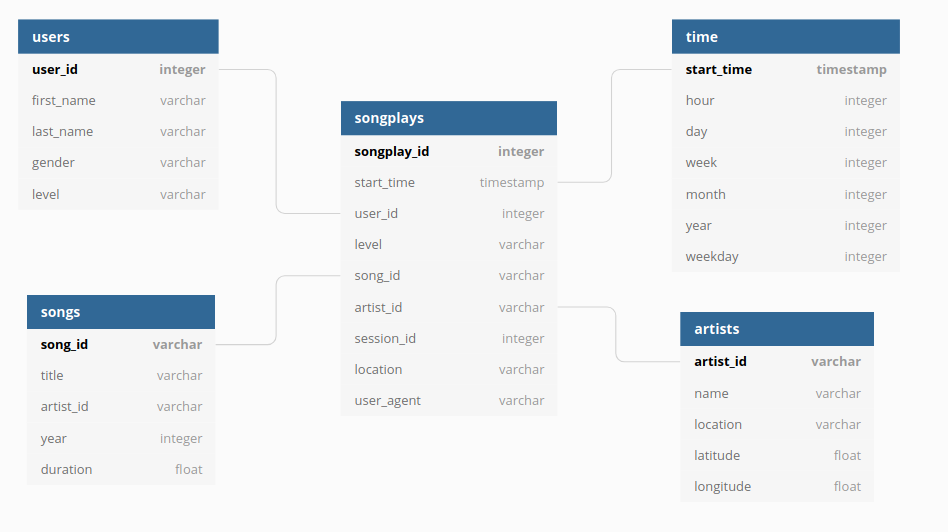 users
user_id integer
first_name varchar
last_name varchar
gender varchar
level varchar
songplays
songplay_id integer
start_time timestamp
user_id integer
level varchar
song_id varchar
artist_id varchar
session_id integer
location varchar
user_agent varchar
time
start_time timestamp
hour integer
day integer
week integer
month integer
year integer
weekday integer
songs
song_id varchar
title varchar
artist_id varchar
year integer
duration float
artists
artist_id varchar
name varchar
location varchar
latitude float
longitude float